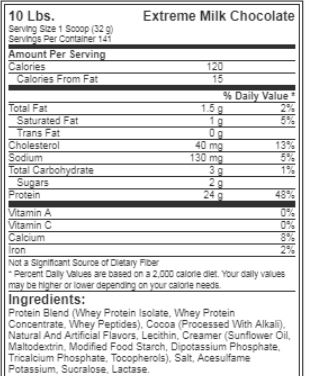 10 Lbs. Extreme Milk Chocolate
Serving Size 1 Scoop (32 g)
Servings Per Container 141
Amount Per Serving
Calories 120
Calories From Fat 15
% Daily Value *
Total Fat 1.5 g 2%
Saturated Fat 1 g 5%
Trans Fat 0 g
Cholesterol 40 mg 13%
Sodium 130 mg 5%
Total Carbohydrate 3 g 1%
Sugars 2 g
Protein 24 g 48%
Vitamin A 0%
Vitamin C 0%
Calcium 8%
Iron 2%
Not a Significant Source of Dietary Fiber
* Percent Daily Values are based on a 2,000 calorie diet. Your daily values
may be higher or lower depending on your calorie needs.
Ingredients:
Protein Blend (Whey Protein Isolate, Whey Protein
Concentrate, Whey Peptides), Cocoa (Processed With Alkali),
Natural And Artificial Flavors, Lecithin, Creamer (Sunflower Oil,
Maltodextrin, Modified Food Starch, Dipotassium Phosphate,
Tricalcium Phosphate, Tocopherols), Salt, Acesulfame
Potassium, Sucralose, Lactase.